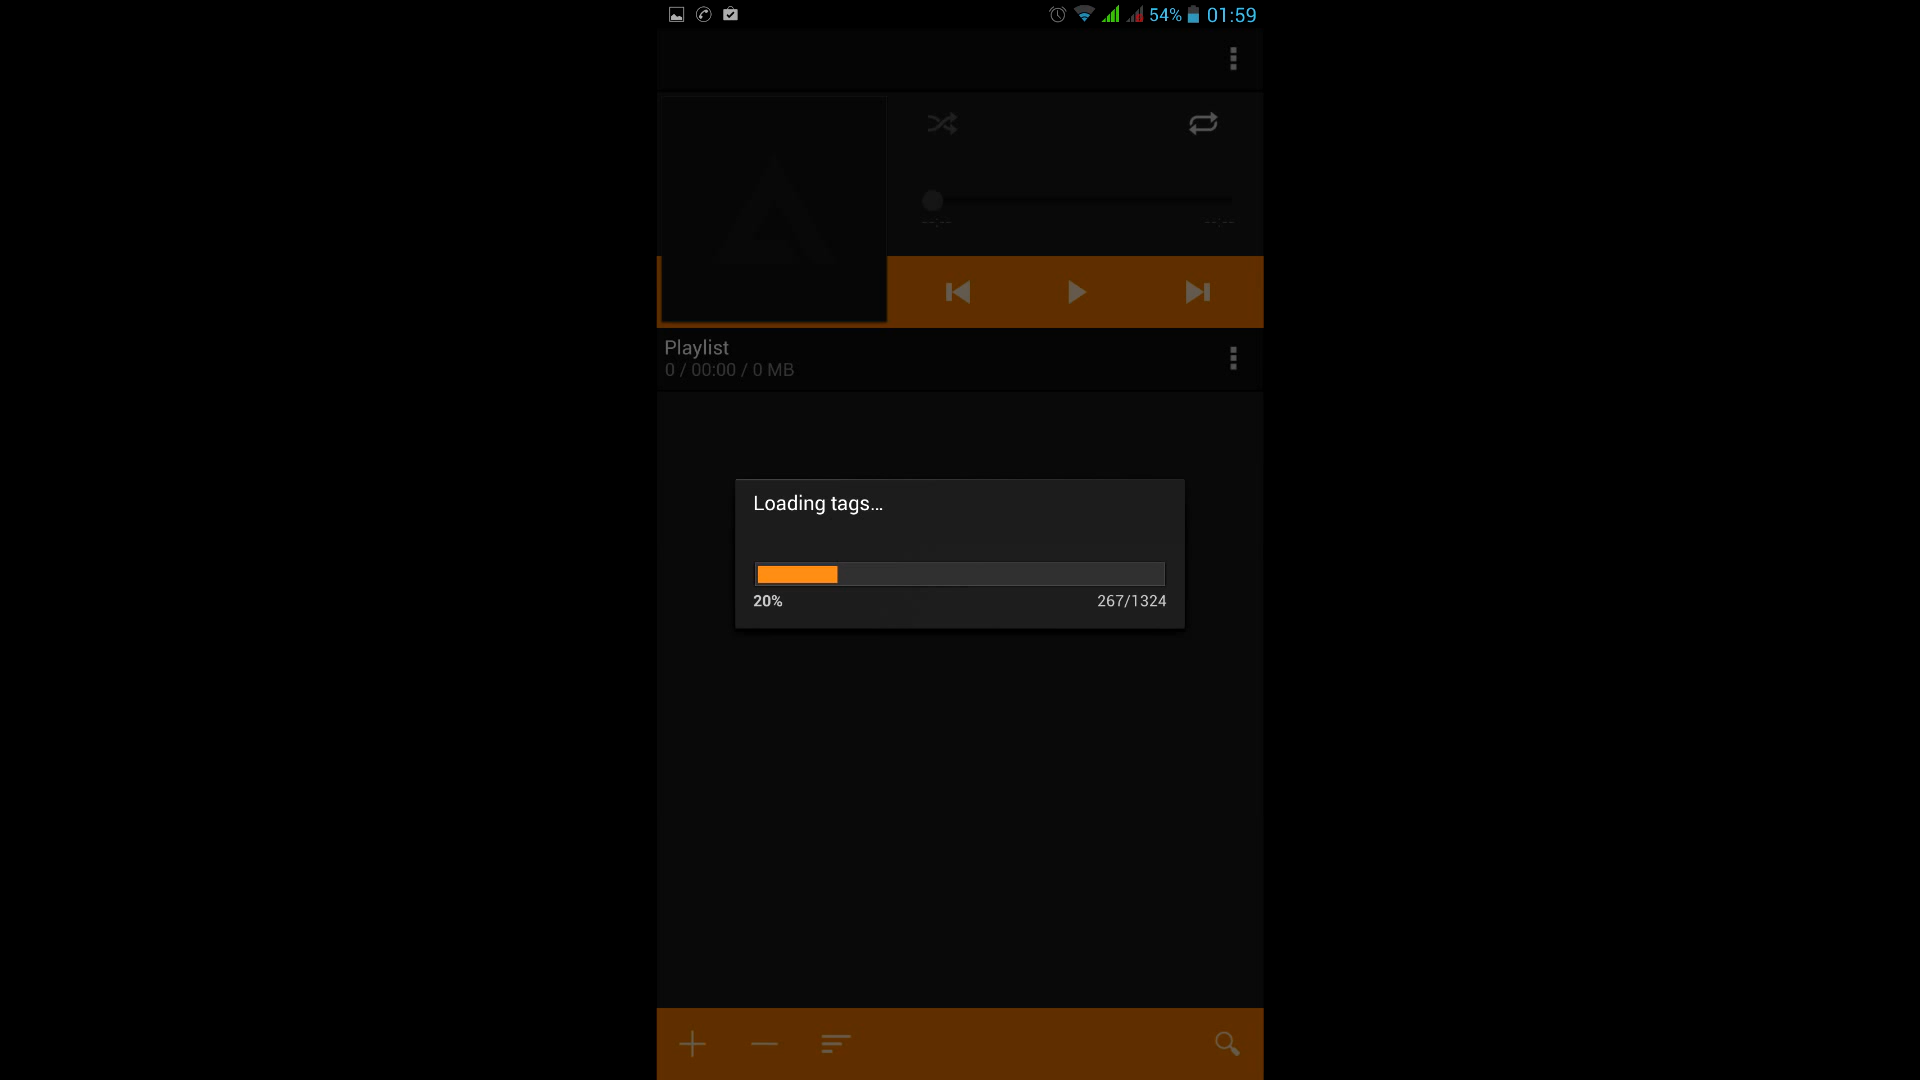 54% 01:59
--:-- --:--
Playlist
0 / 00:00 / 0 MB
Loading tags...
20% 267/1324